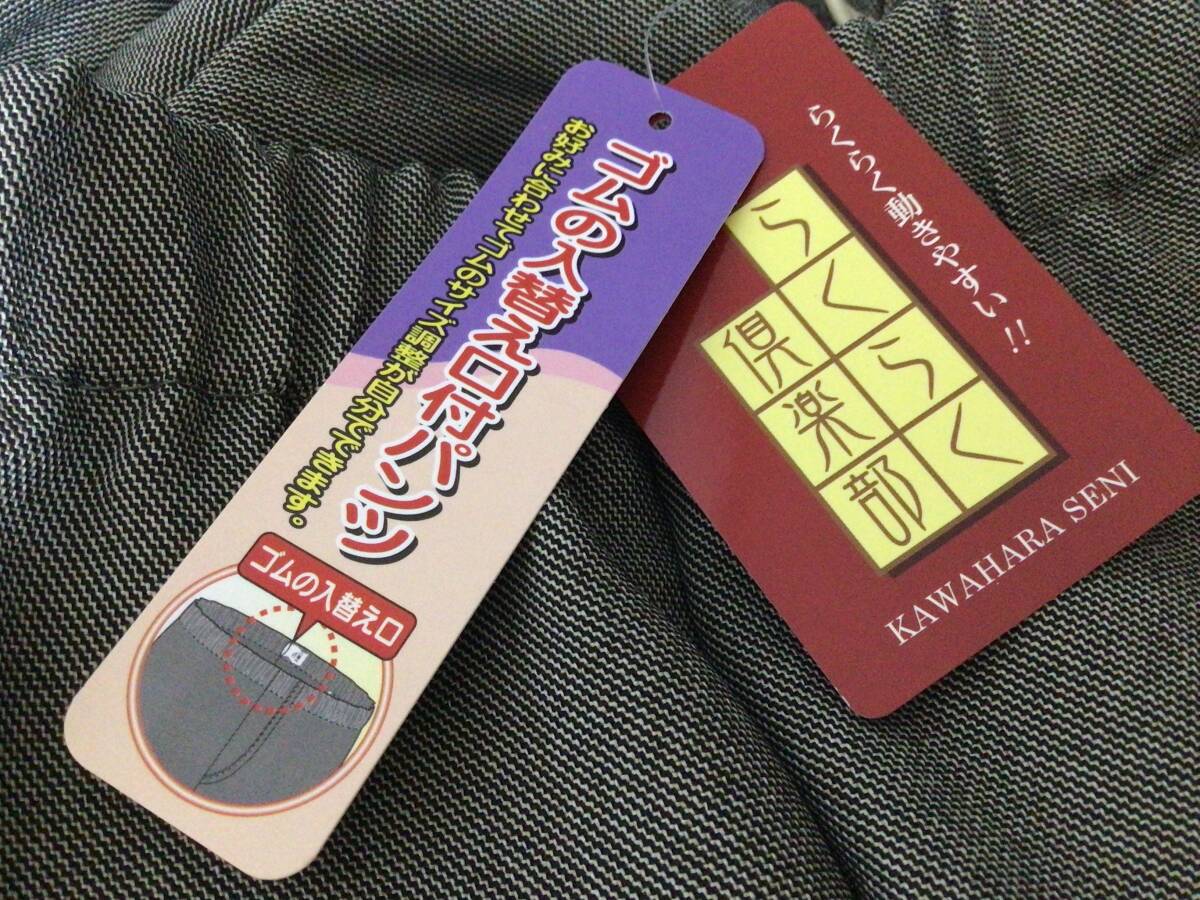 ゴムの入替え口付パンツ
お好みに合わせてゴムのサイズ調整が自分でできます。
ゴムの入替え口
らくらく動きやすい!!
らくらく
倶楽部
KAWAHARA SENI